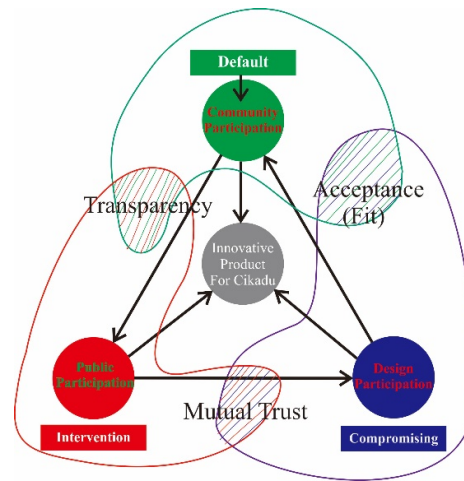 Default
Community
Participation
Transparency
Acceptance
(Fit)
Innovative
Product
For Cikadu
Public
Participation
Design
Participation
Mutual Trust
Intervention
Compromising